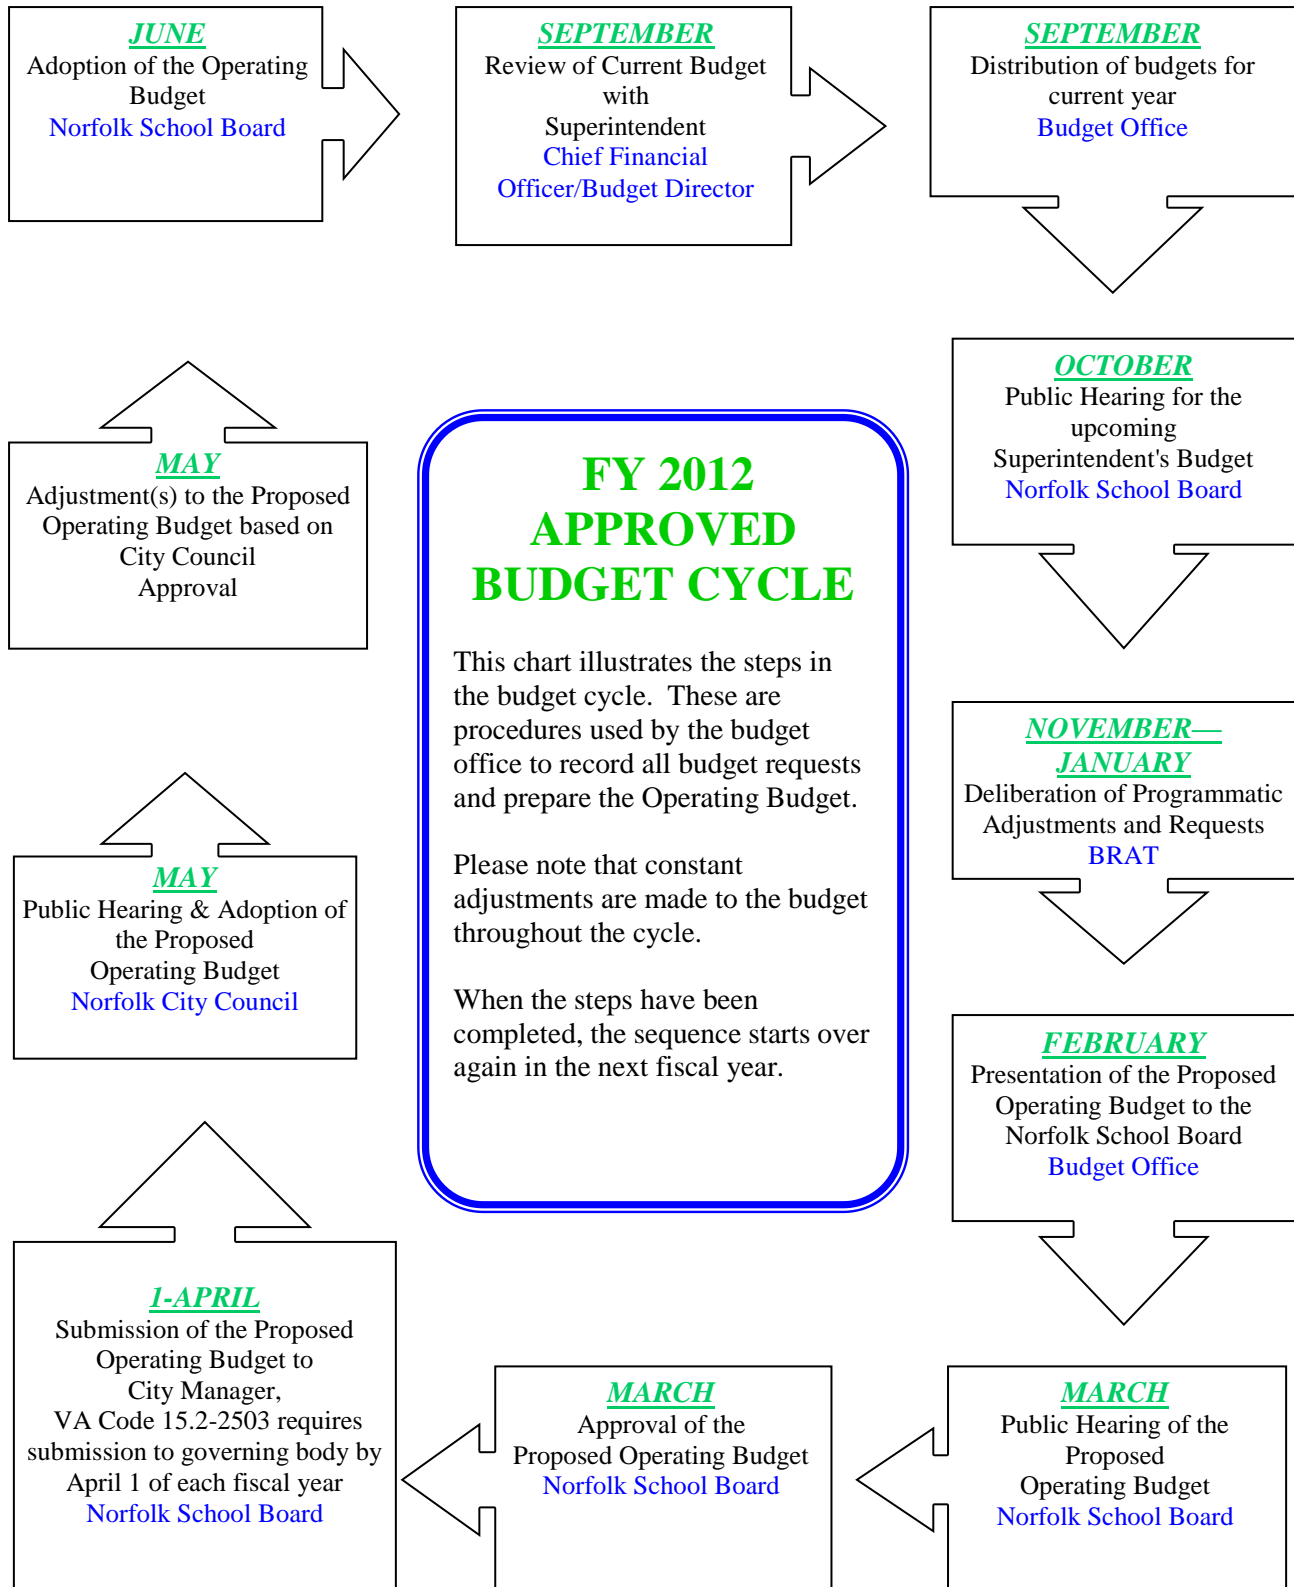 JUNE
Adoption of the Operating
Budget
Norfolk School Board
SEPTEMBER
Review of Current Budget
with
Superintendent
Chief Financial
Officer/Budget Director
SEPTEMBER
Distribution of budgets for
current year
Budget Office
OCTOBER
Public Hearing for the
upcoming
Superintendent's Budget
Norfolk School Board
NOVEMBER—
JANUARY
Deliberation of Programmatic
Adjustments and Requests
BRAT
FEBRUARY
Presentation of the Proposed
Operating Budget to the
Norfolk School Board
Budget Office
MARCH
Public Hearing of the
Proposed
Operating Budget
Norfolk School Board
MARCH
Approval of the
Proposed Operating Budget
Norfolk School Board
1-APRIL
Submission of the Proposed
Operating Budget to
City Manager,
VA Code 15.2-2503 requires
submission to governing body by
April 1 of each fiscal year
Norfolk School Board
MAY
Public Hearing & Adoption of
the Proposed
Operating Budget
Norfolk City Council
MAY
Adjustment(s) to the Proposed
Operating Budget based on
City Council
Approval
FY 2012
APPROVED
BUDGET CYCLE
This chart illustrates the steps in
the budget cycle.  These are
procedures used by the budget
office to record all budget requests
and prepare the Operating Budget.
Please note that constant
adjustments are made to the budget
throughout the cycle.
When the steps have been
completed, the sequence starts over
again in the next fiscal year.